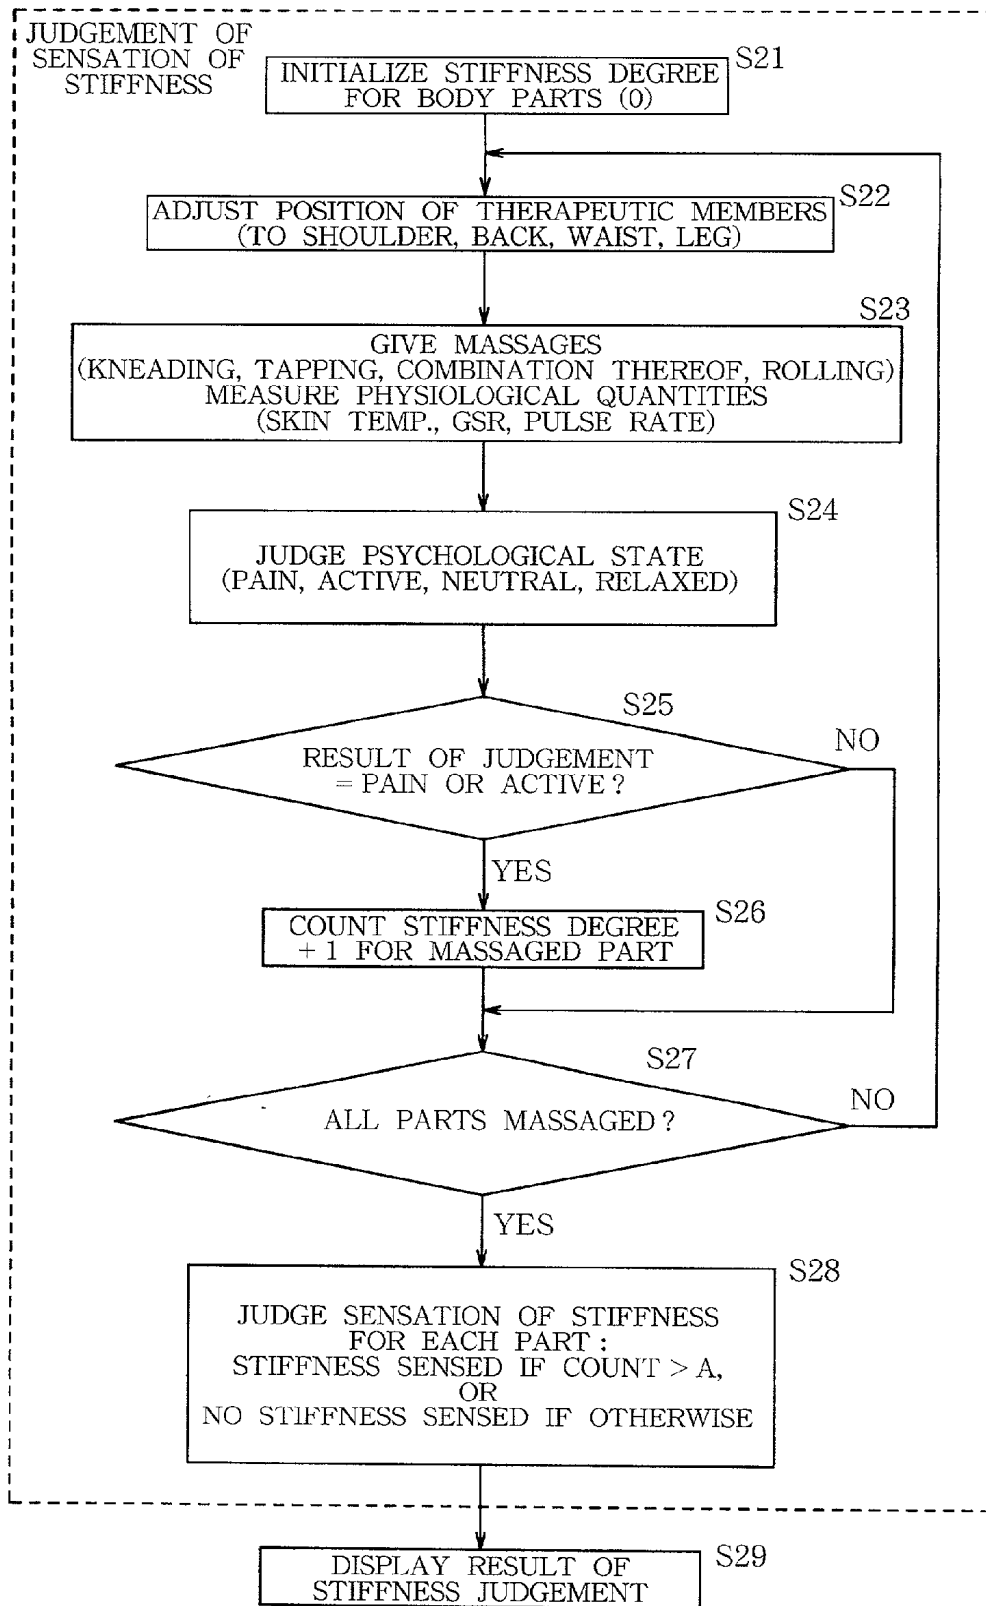 JUDGEMENT OF
SENSATION OF
STIFFNESS
S21
INITIALIZE STIFFNESS DEGREE
FOR BODY PARTS (0)
S22
ADJUST POSITION OF THERAPEUTIC MEMBERS
(TO SHOULDER, BACK, WAIST, LEG)
S23
GIVE MASSAGES
(KNEADING, TAPPING, COMBINATION THEREOF, ROLLING)
MEASURE PHYSIOLOGICAL QUANTITIES
(SKIN TEMP., GSR, PULSE RATE)
S24
JUDGE PSYCHOLOGICAL STATE
(PAIN, ACTIVE, NEUTRAL, RELAXED)
S25
RESULT OF JUDGEMENT
= PAIN OR ACTIVE?
NO
YES
S26
COUNT STIFFNESS DEGREE
+1 FOR MASSAGED PART
S27
ALL PARTS MASSAGED?
NO
YES
S28
JUDGE SENSATION OF STIFFNESS
FOR EACH PART:
STIFFNESS SENSED IF COUNT > A,
OR
NO STIFFNESS SENSED IF OTHERWISE
S29
DISPLAY RESULT OF
STIFFNESS JUDGEMENT